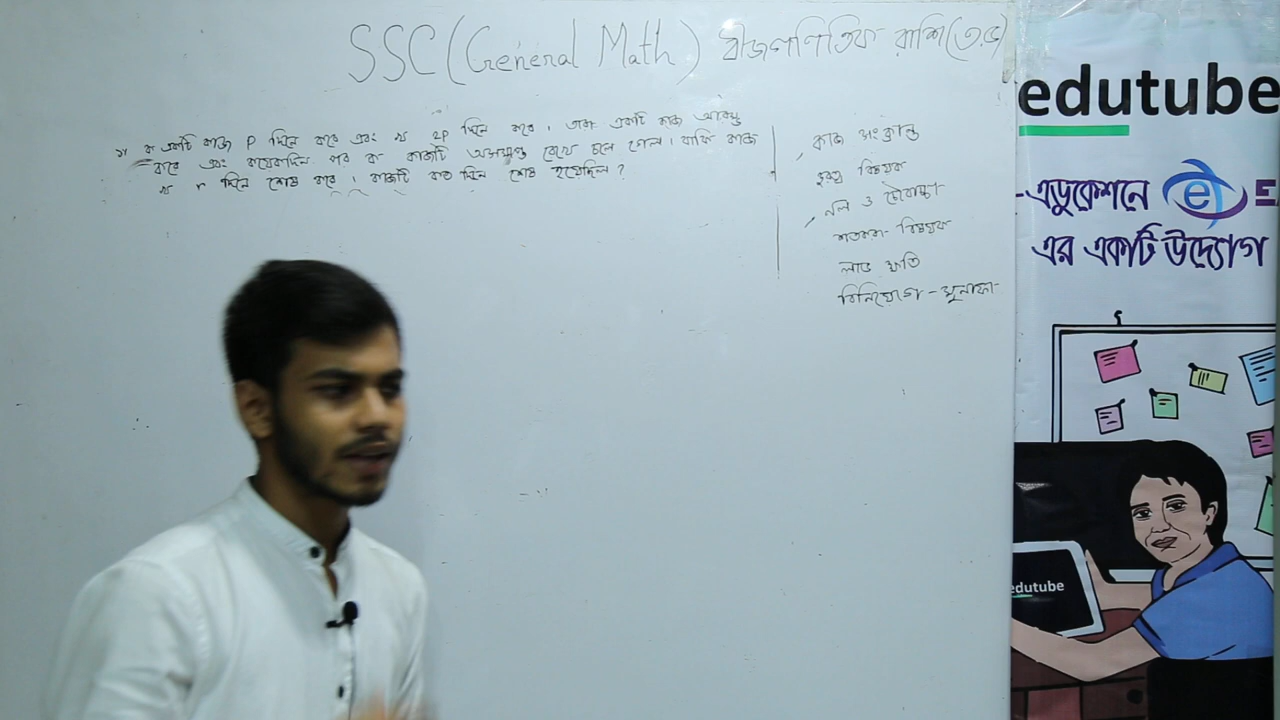 SSC (General Math) বীজগণিতিক রাশি(৩.৫)
১। ক একটি কাজ P দিনে করে এবং খ 2P দিনে করে। তারা একটি কাজ আরম্ভ
করে এবং কয়েকদিন পর ক কাজটি অসমাপ্ত রেখে চলে গেল। বাকি কাজ
খ r দিনে শেষ করে। কাজটি কত দিনে শেষ হয়েছিল?
কাজ সংক্রান্ত
বিষয়ক
নল ও চৌবাচ্চা
শতকরা বিষয়ক
লাভ ক্ষতি
বিনিয়োগ - মুনাফা
edutube
-এডুকেশনে e
এর একটি উদ্যোগ
edutube